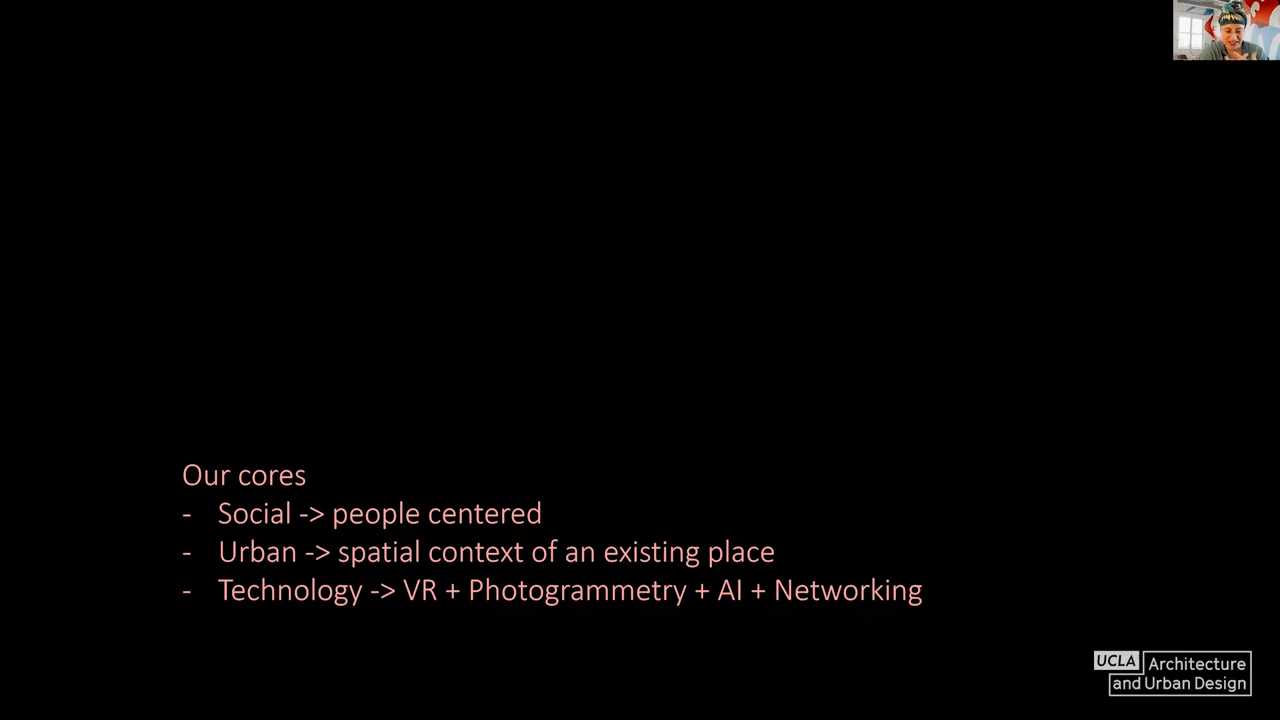 Our cores
- Social -> people centered
- Urban -> spatial context of an existing place
- Technology -> VR + Photogrammetry + AI + Networking
UCLA Architecture
and Urban Design